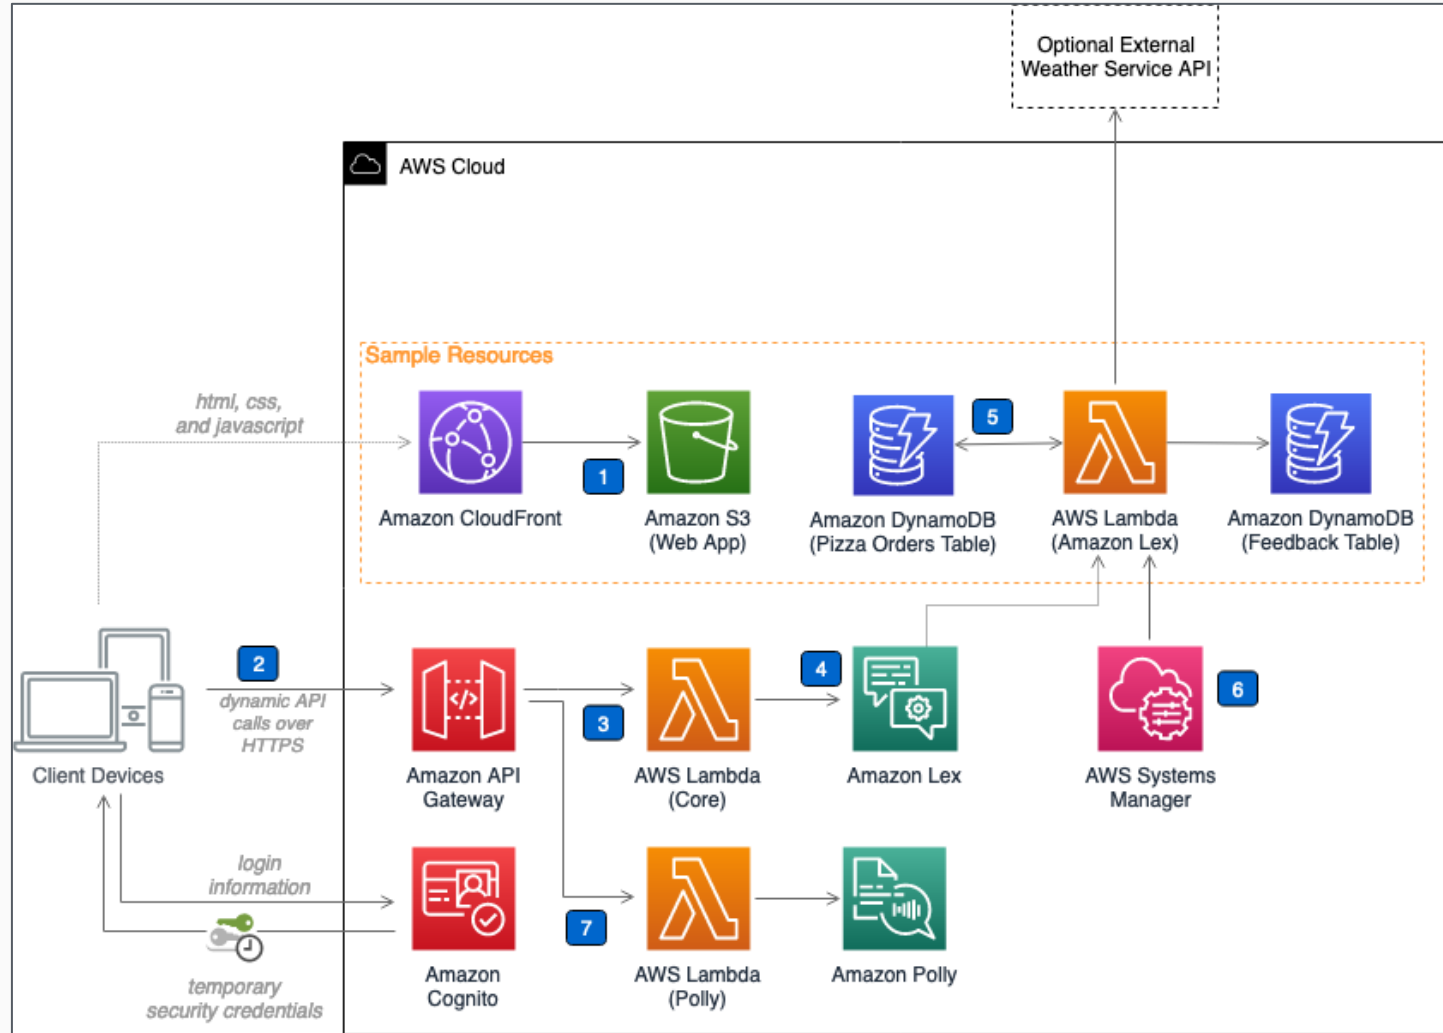 Optional External
Weather Service API
AWS Cloud
Sample Resources
html, css,
and javascript
1
5
Amazon CloudFront
Amazon S3
(Web App)
Amazon DynamoDB
(Pizza Orders Table)
AWS Lambda
(Amazon Lex)
Amazon DynamoDB
(Feedback Table)
2
dynamic API
calls over
HTTPS
</>
3
4
6
Client Devices
Amazon API
Gateway
AWS Lambda
(Core)
Amazon Lex
AWS Systems
Manager
login
information
7
temporary
security credentials
Amazon
Cognito
AWS Lambda
(Polly)
Amazon Polly